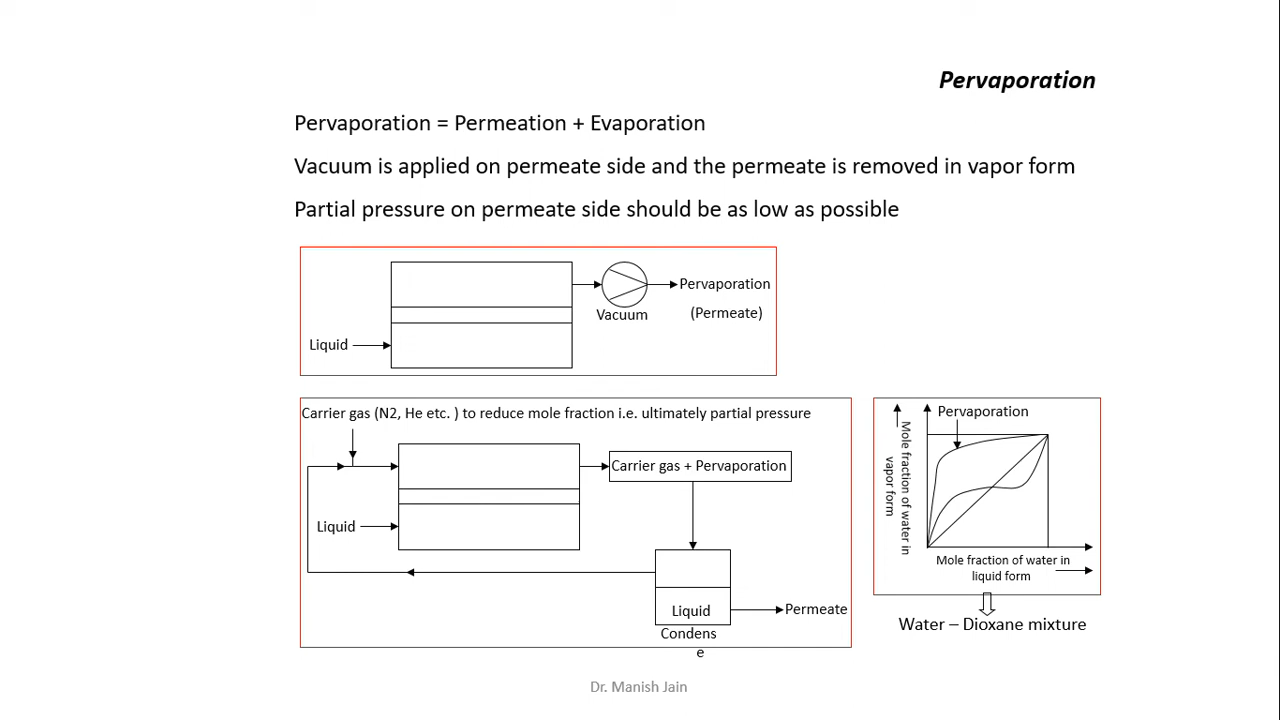 Pervaporation
Pervaporation = Permeation + Evaporation
Vacuum is applied on permeate side and the permeate is removed in vapor form
Partial pressure on permeate side should be as low as possible
Liquid
Vacuum
Pervaporation
(Permeate)
Carrier gas (N2, He etc. ) to reduce mole fraction i.e. ultimately partial pressure
Carrier gas + Pervaporation
Liquid
Liquid
Permeate
Condens
e
Pervaporation
Mole fraction of water in
vapor form
Mole fraction of water in
liquid form
Water – Dioxane mixture
Dr. Manish Jain